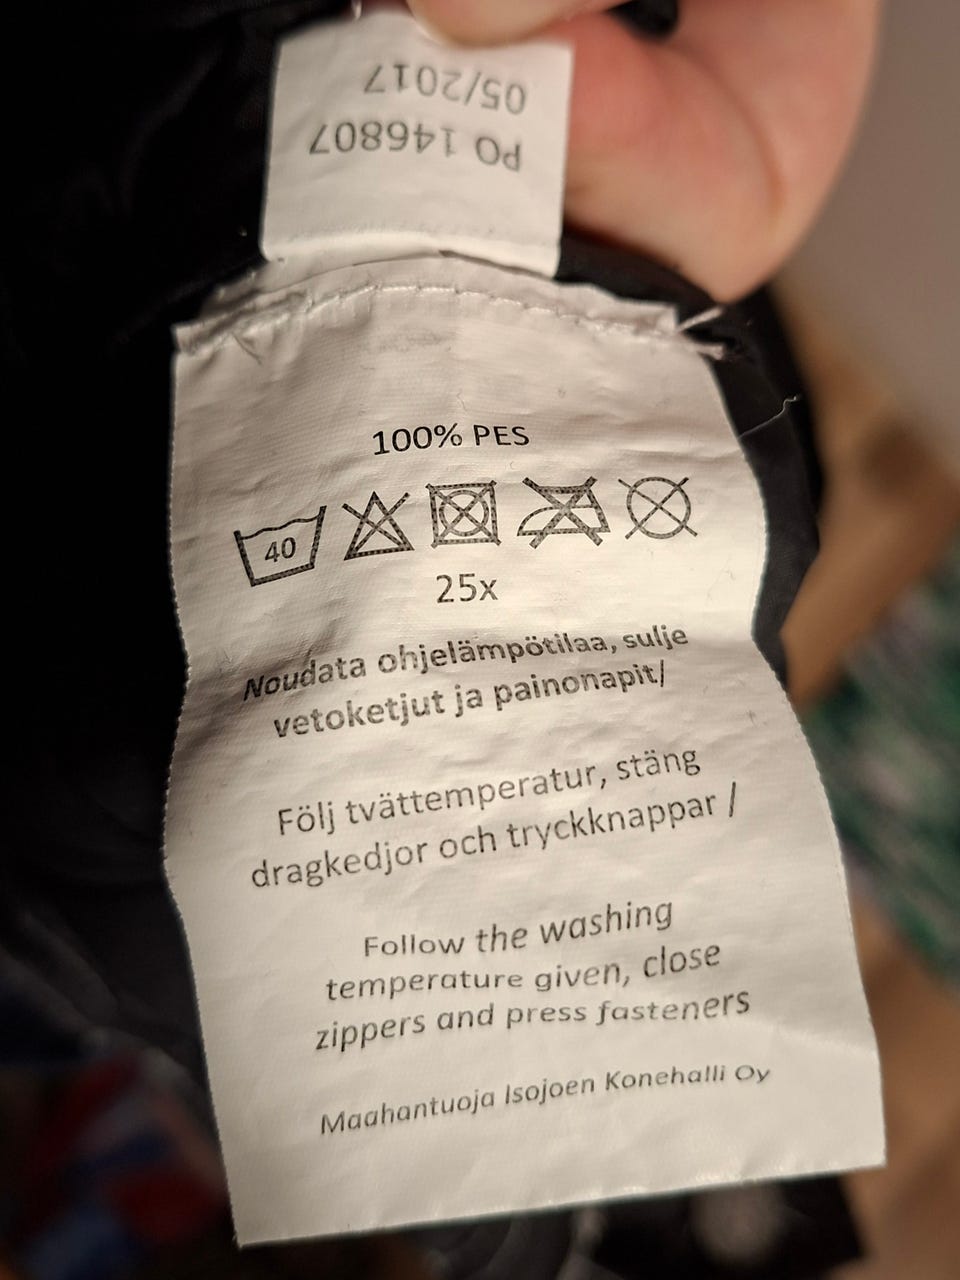 05/2017
PO 146807
100% PES
40
25x
Noudata ohjelämpötilaa, sulje
vetoketjut ja painonapit/
Följ tvättemperatur, stäng
dragkedjor och tryckknappar /
Follow the washing
temperature given, close
zippers and press fasteners
Maahantuoja Isojoen Konehalli Oy